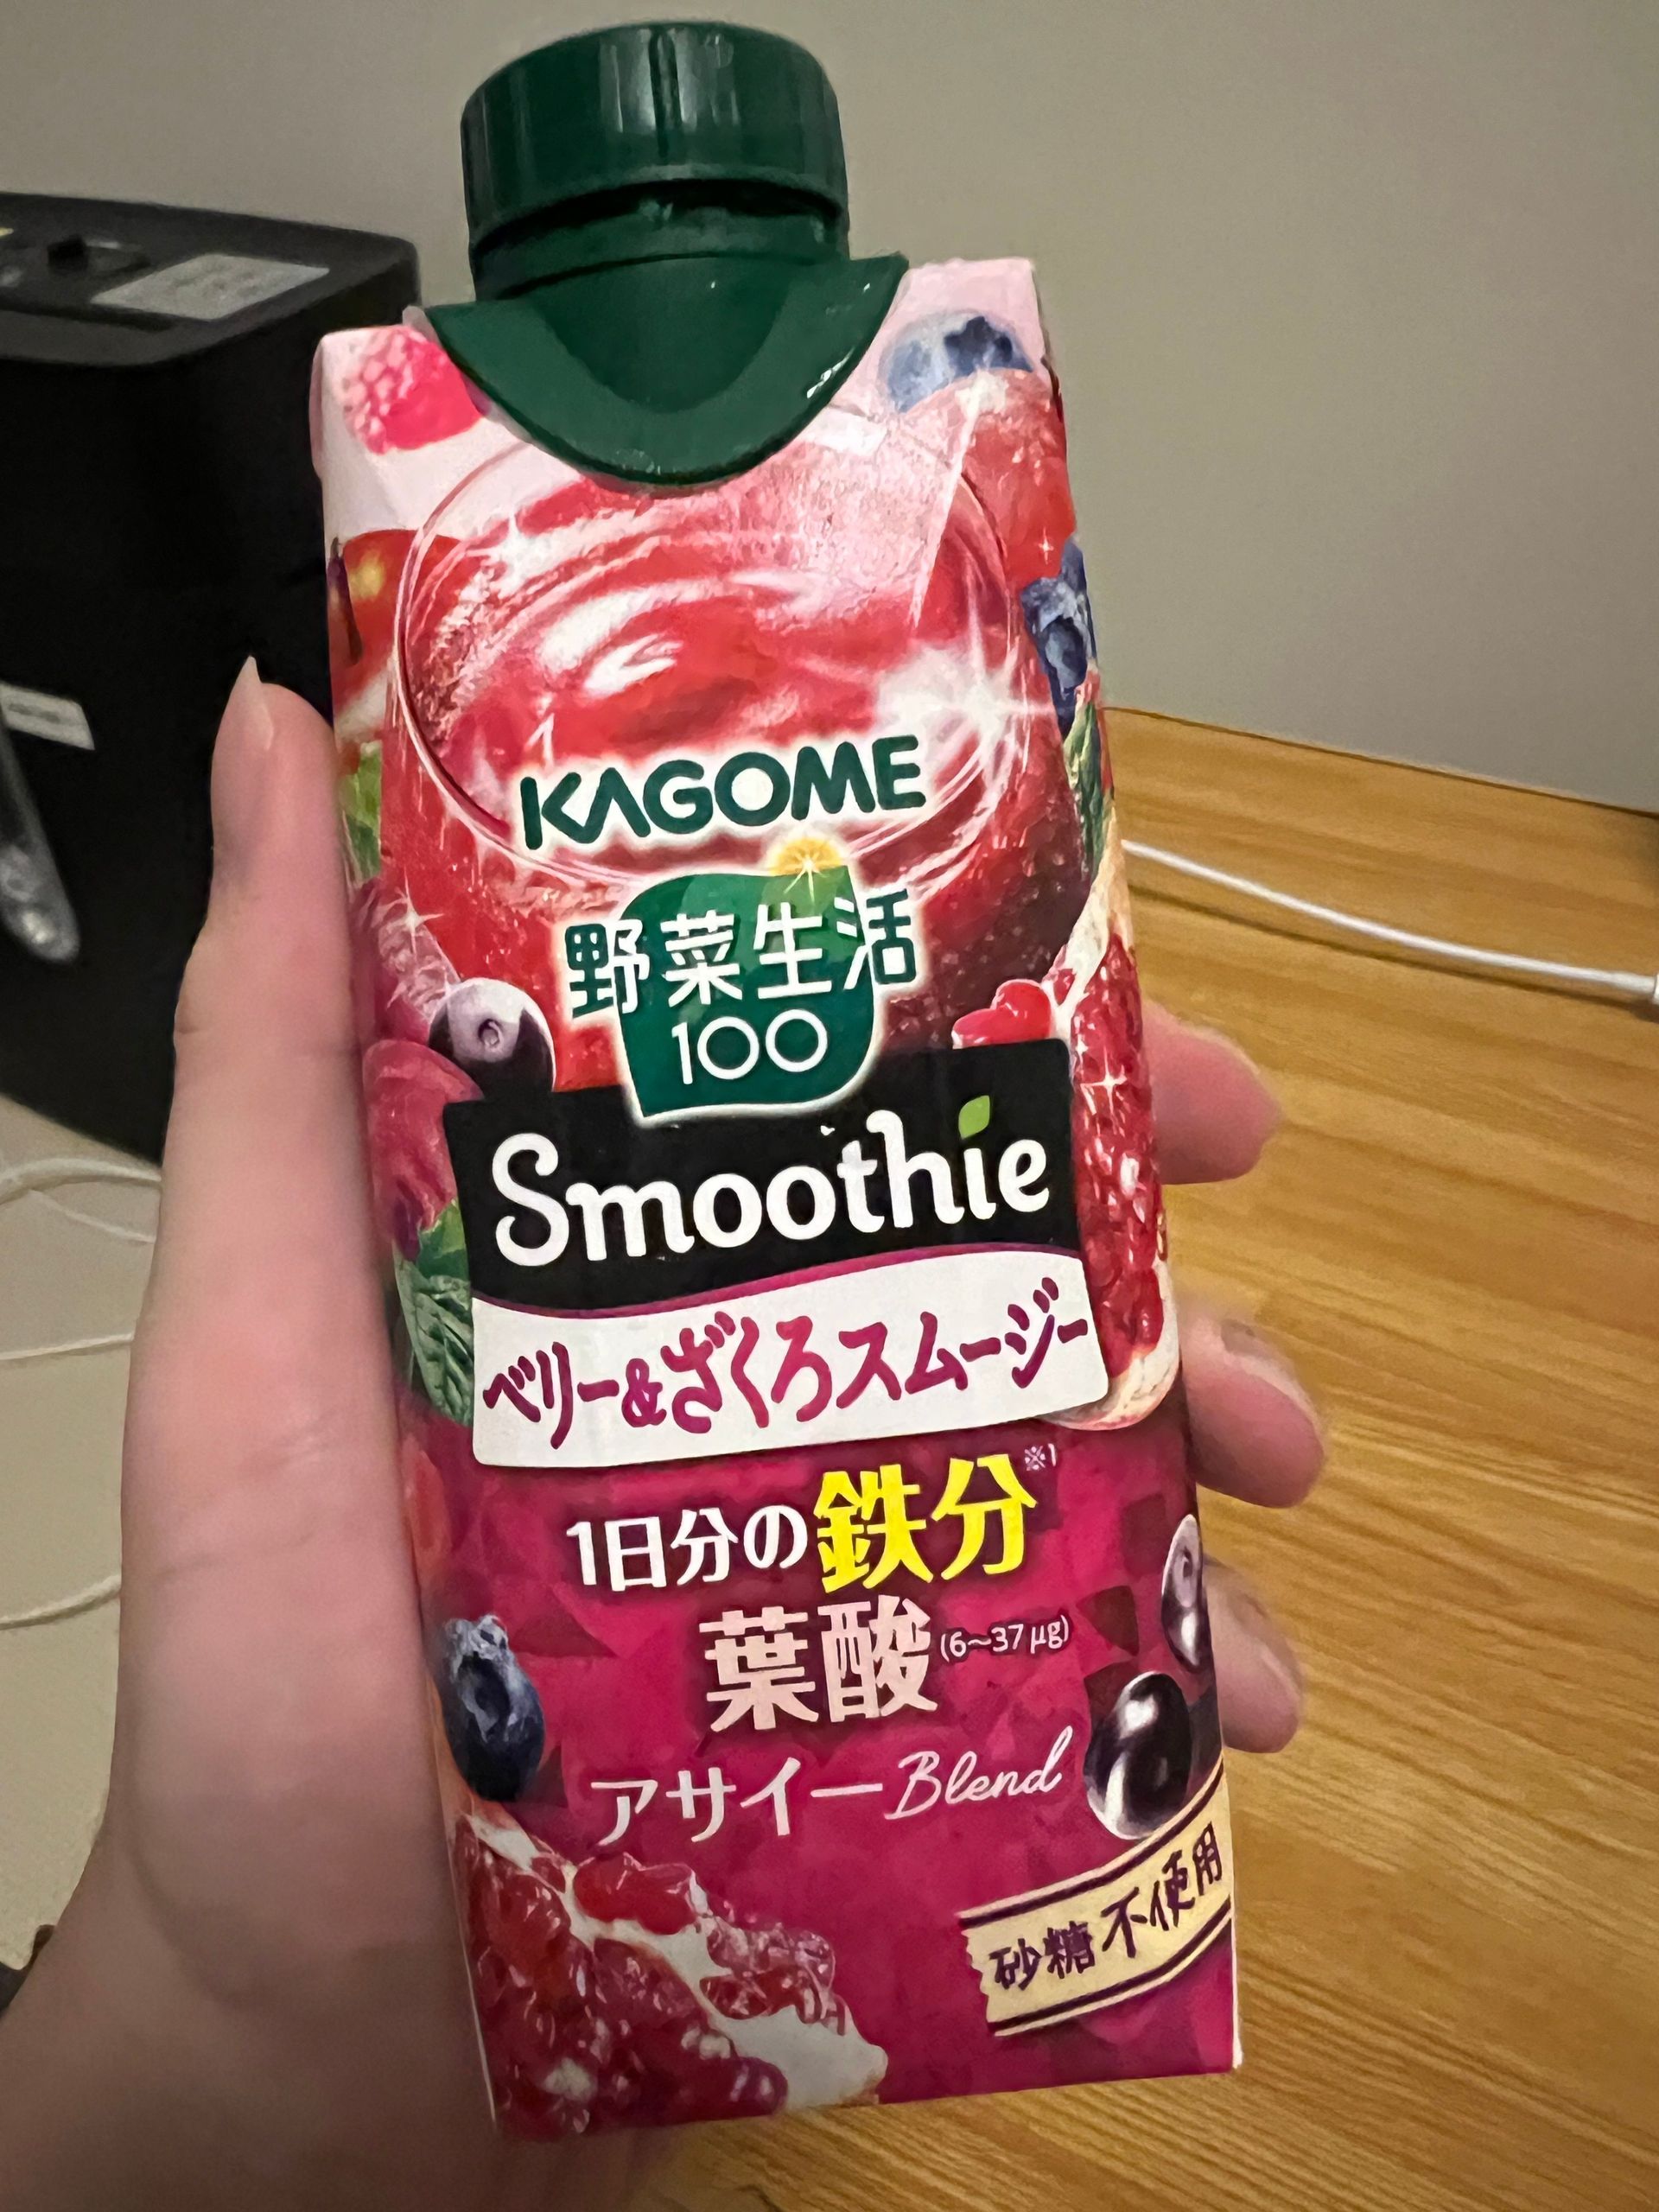 KAGOME
野菜生活
100
Smoothie
ベリー&ざくろスムージー
1日分の鉄分※1
葉酸(6~37μg)
アサイーBlend
砂糖不使用